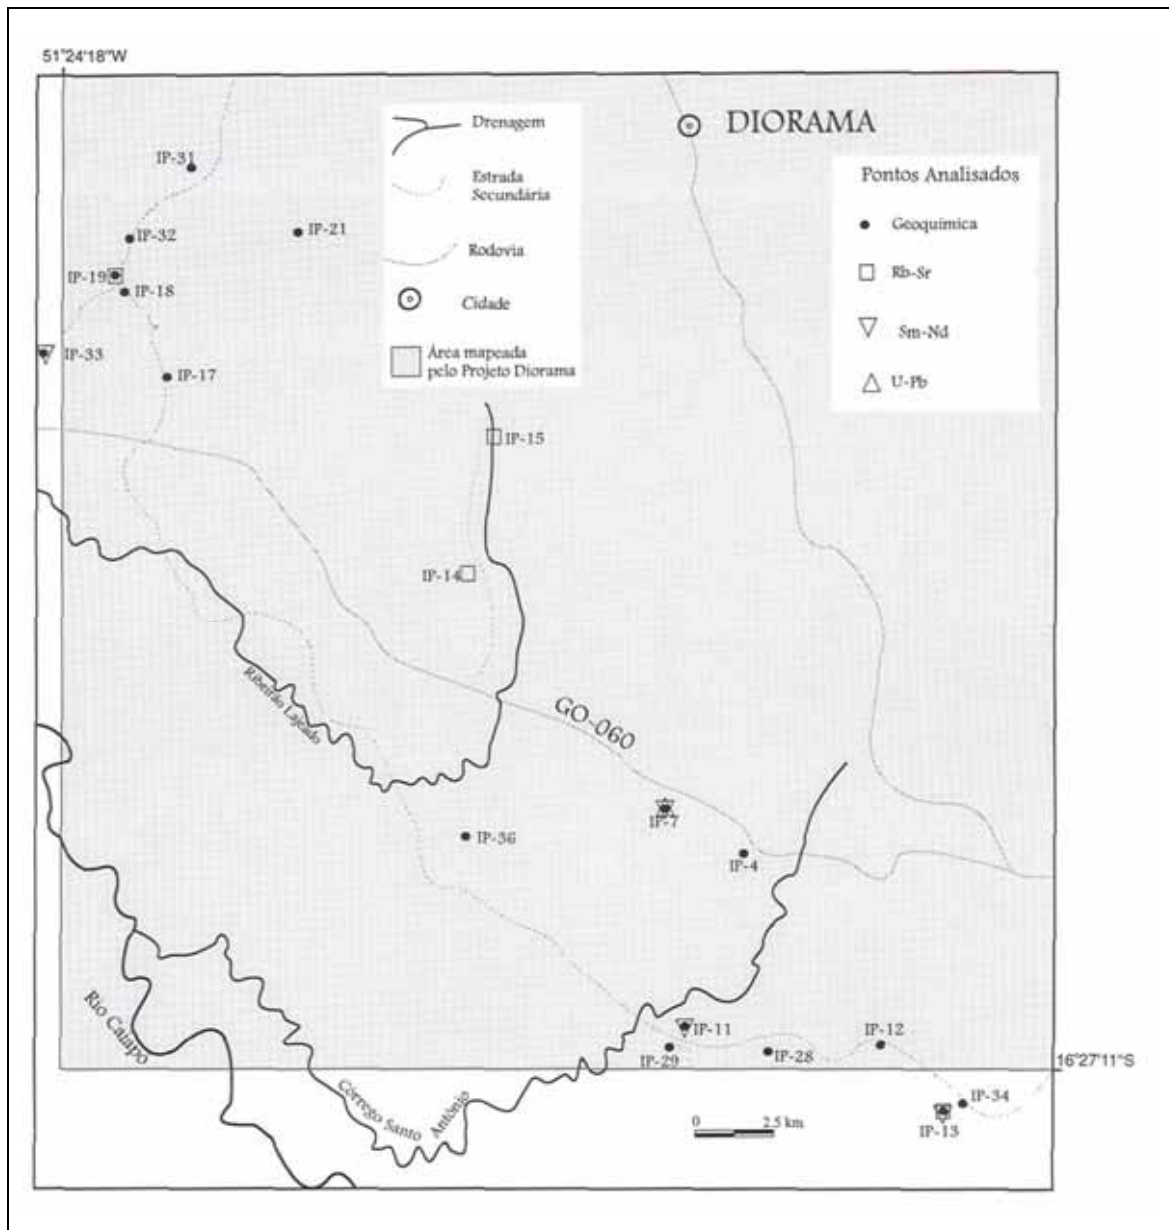 51°24'18"W
DIORAMA
Drenagem
Estrada
Secundária
Rodovia
Cidade
Área mapeada
pelo Projeto Diorama
Pontos Analisados
Geoquímica
Rb-Sr
Sm-Nd
U-Pb
IP-31
IP-32
IP-21
IP-19
IP-18
IP-33
IP-17
IP-15
IP-14
Ribeirão Lajeado
GO-060
IP-7
IP-36
IP-4
Rio Caiapó
IP-11
IP-12
IP-29
IP-28
16°27'11"S
Córrego Santo Antônio
IP-34
0 2.5 km
IP-13